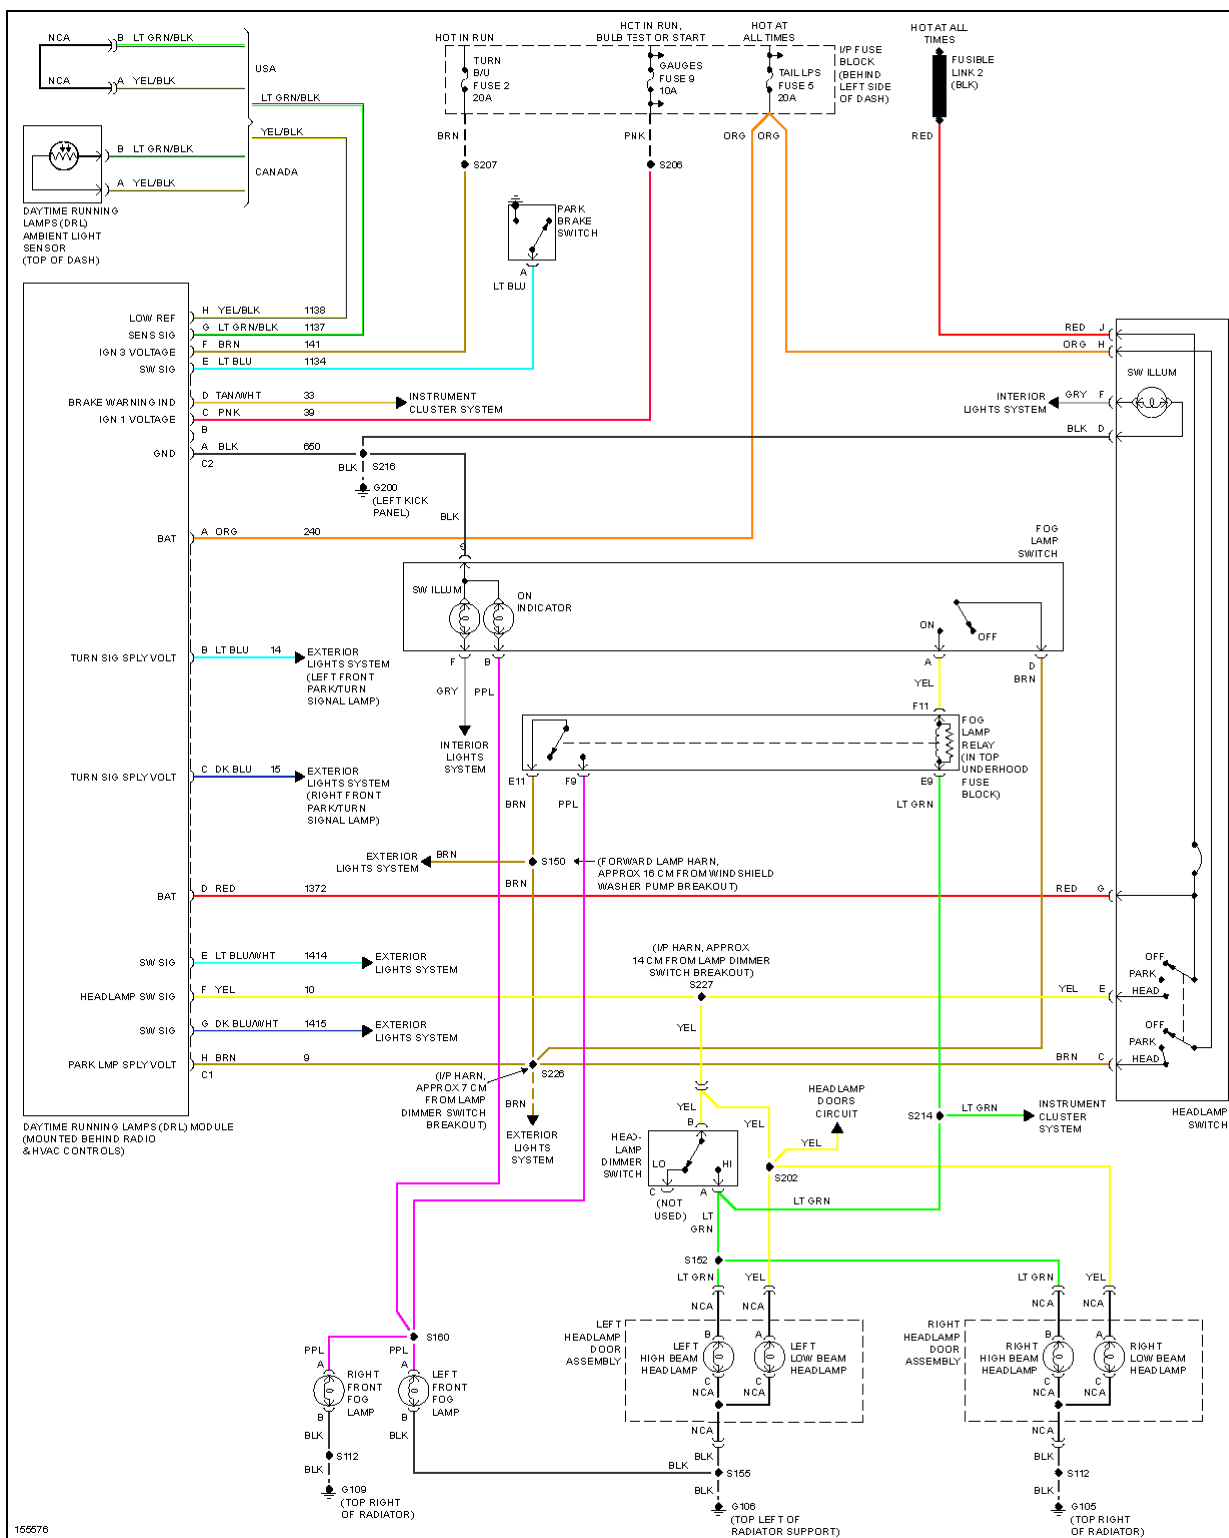 NCA B LT GRN/BLK
NCA A YEL/BLK
USA
LT GRN/BLK
YEL/BLK
B LT GRN/BLK
A YEL/BLK
CANADA
DAYTIME RUNNING
LAMPS (DRL)
AMBIENT LIGHT
SENSOR
(TOP OF DASH)
HOT IN RUN
HOT IN RUN,
BULB TEST OR START
HOT AT
ALL TIMES
HOT AT ALL
TIMES
TURN
B/U
FUSE 2
20A
GAUGES
FUSE 9
10A
TAIL LPS
FUSE 5
20A
I/P FUSE
BLOCK
(BEHIND
LEFT SIDE
OF DASH)
FUSIBLE
LINK 2
(BLK)
BRN
PNK
ORG ORG
RED
S207
S206
PARK
BRAKE
SWITCH
A
LT BLU
LOW REF H YEL/BLK 1138
SENS SIG G LT GRN/BLK 1137
IGN 3 VOLTAGE F BRN 141
SW SIG E LT BLU 1134
BRAKE WARNING IND D TAN/WHT 33
INSTRUMENT
CLUSTER SYSTEM
IGN 1 VOLTAGE C PNK 39
B
GND A BLK 650
C2
BLK S216
G200
(LEFT KICK
PANEL)
BLK
RED J
ORG H
SW ILLUM
INTERIOR
LIGHTS SYSTEM
GRY F
BLK D
BAT A ORG 240
FOG
LAMP
SWITCH
SW ILLUM
ON
INDICATOR
ON
OFF
F B A D
GRY PPL YEL BRN
TURN SIG SPLY VOLT B LT BLU 14
EXTERIOR
LIGHTS SYSTEM
(LEFT FRONT
PARK/TURN
SIGNAL LAMP)
INTERIOR
LIGHTS
SYSTEM
F11
FOG
LAMP
RELAY
(IN TOP
UNDERHOOD
FUSE
BLOCK)
TURN SIG SPLY VOLT C DK BLU 15
EXTERIOR
LIGHTS SYSTEM
(RIGHT FRONT
PARK/TURN
SIGNAL LAMP)
E11 F9 E9
BRN PPL LT GRN
EXTERIOR
LIGHTS SYSTEM
BRN
S150
(FORWARD LAMP HARN,
APPROX 16 CM FROM WINDSHIELD
WASHER PUMP BREAKOUT)
BRN
BAT D RED 1372
RED G
(I/P HARN, APPROX
14 CM FROM LAMP DIMMER
SWITCH BREAKOUT)
S227
SW SIG E LT BLU/WHT 1414
EXTERIOR
LIGHTS SYSTEM
HEADLAMP SW SIG F YEL 10
YEL E
OFF
PARK
HEAD
SW SIG G DK BLU/WHT 1415
EXTERIOR
LIGHTS SYSTEM
YEL
OFF
PARK
HEAD
PARK LMP SPLY VOLT H BRN 9
C1
BRN C
S226
(I/P HARN,
APPROX 7 CM
FROM LAMP
DIMMER SWITCH
BREAKOUT)
BRN
EXTERIOR
LIGHTS
SYSTEM
DAYTIME RUNNING LAMPS (DRL) MODULE
(MOUNTED BEHIND RADIO
& HVAC CONTROLS)
HEADLAMP
DOORS
CIRCUIT
S214
LT GRN
INSTRUMENT
CLUSTER
SYSTEM
HEADLAMP
SWITCH
YEL
YEL
YEL
B
HEAD-
LAMP
DIMMER
SWITCH
LO HI
C A
(NOT
USED)
S202
LT GRN
LT
GRN
S152
LT GRN YEL
LT GRN YEL
NCA NCA
NCA NCA
LEFT
HEADLAMP
DOOR
ASSEMBLY
B A
LEFT
HIGH BEAM
HEADLAMP
LEFT
LOW BEAM
HEADLAMP
C C
NCA NCA
RIGHT
HEADLAMP
DOOR
ASSEMBLY
B A
RIGHT
HIGH BEAM
HEADLAMP
RIGHT
LOW BEAM
HEADLAMP
C C
NCA NCA
S160
PPL PPL
A A
RIGHT
FRONT
FOG
LAMP
LEFT
FRONT
FOG
LAMP
B B
BLK
S112
BLK
G109
(TOP RIGHT
OF RADIATOR)
BLK
NCA
BLK
S155
BLK
G106
(TOP LEFT OF
RADIATOR SUPPORT)
NCA
BLK
S112
BLK
G105
(TOP RIGHT
OF RADIATOR)
155576